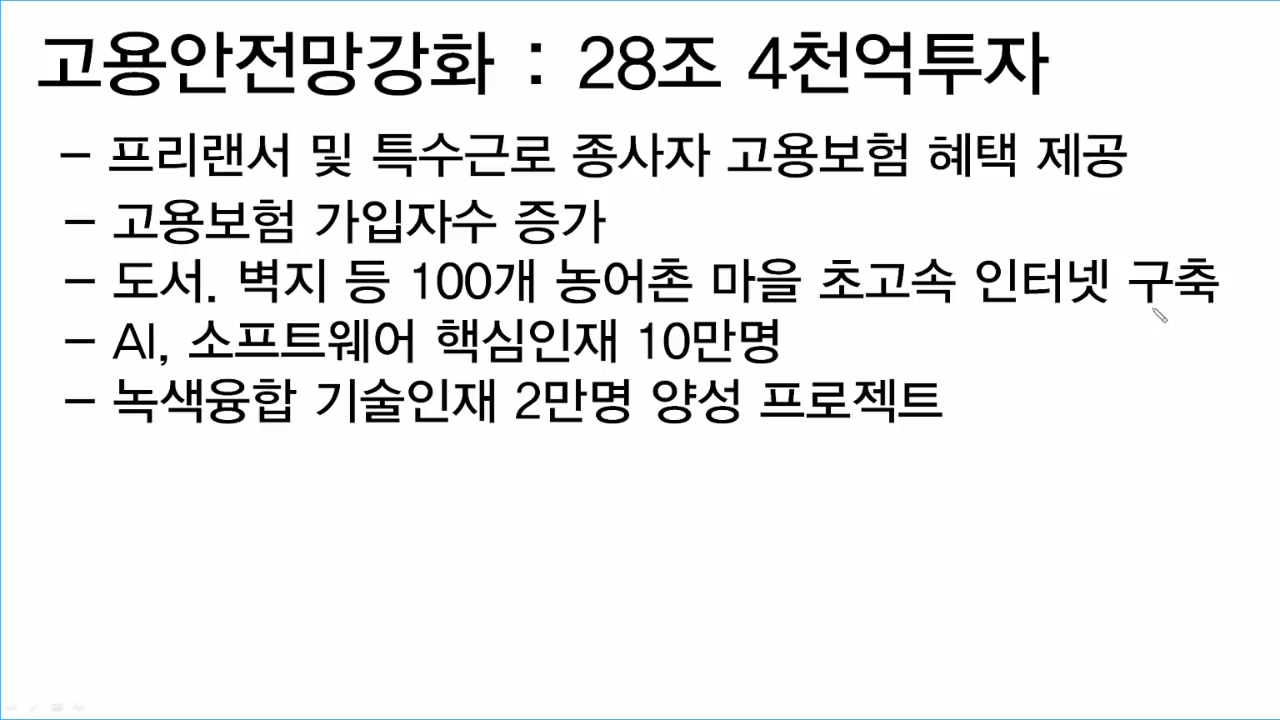 고용안전망강화 : 28조 4천억투자
– 프리랜서 및 특수근로 종사자 고용보험 혜택 제공
– 고용보험 가입자수 증가
– 도서. 벽지 등 100개 농어촌 마을 초고속 인터넷 구축
– AI, 소프트웨어 핵심인재 10만명
– 녹색융합 기술인재 2만명 양성 프로젝트